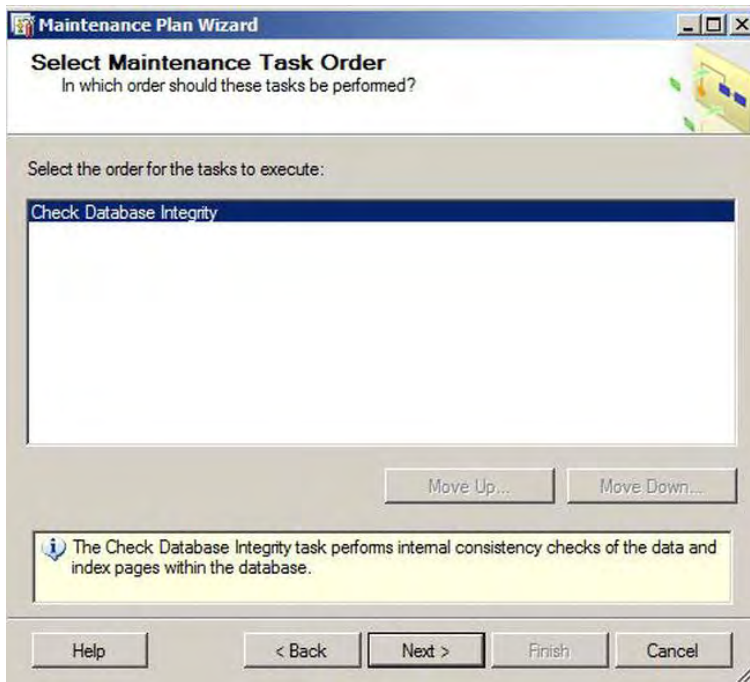 Maintenance Plan Wizard
Select Maintenance Task Order
In which order should these tasks be performed?
Select the order for the tasks to execute:
Check Database Integrity
Move Up...
Move Down...
The Check Database Integrity task performs internal consistency checks of the data and
index pages within the database.
Help
< Back
Next >
Finish
Cancel